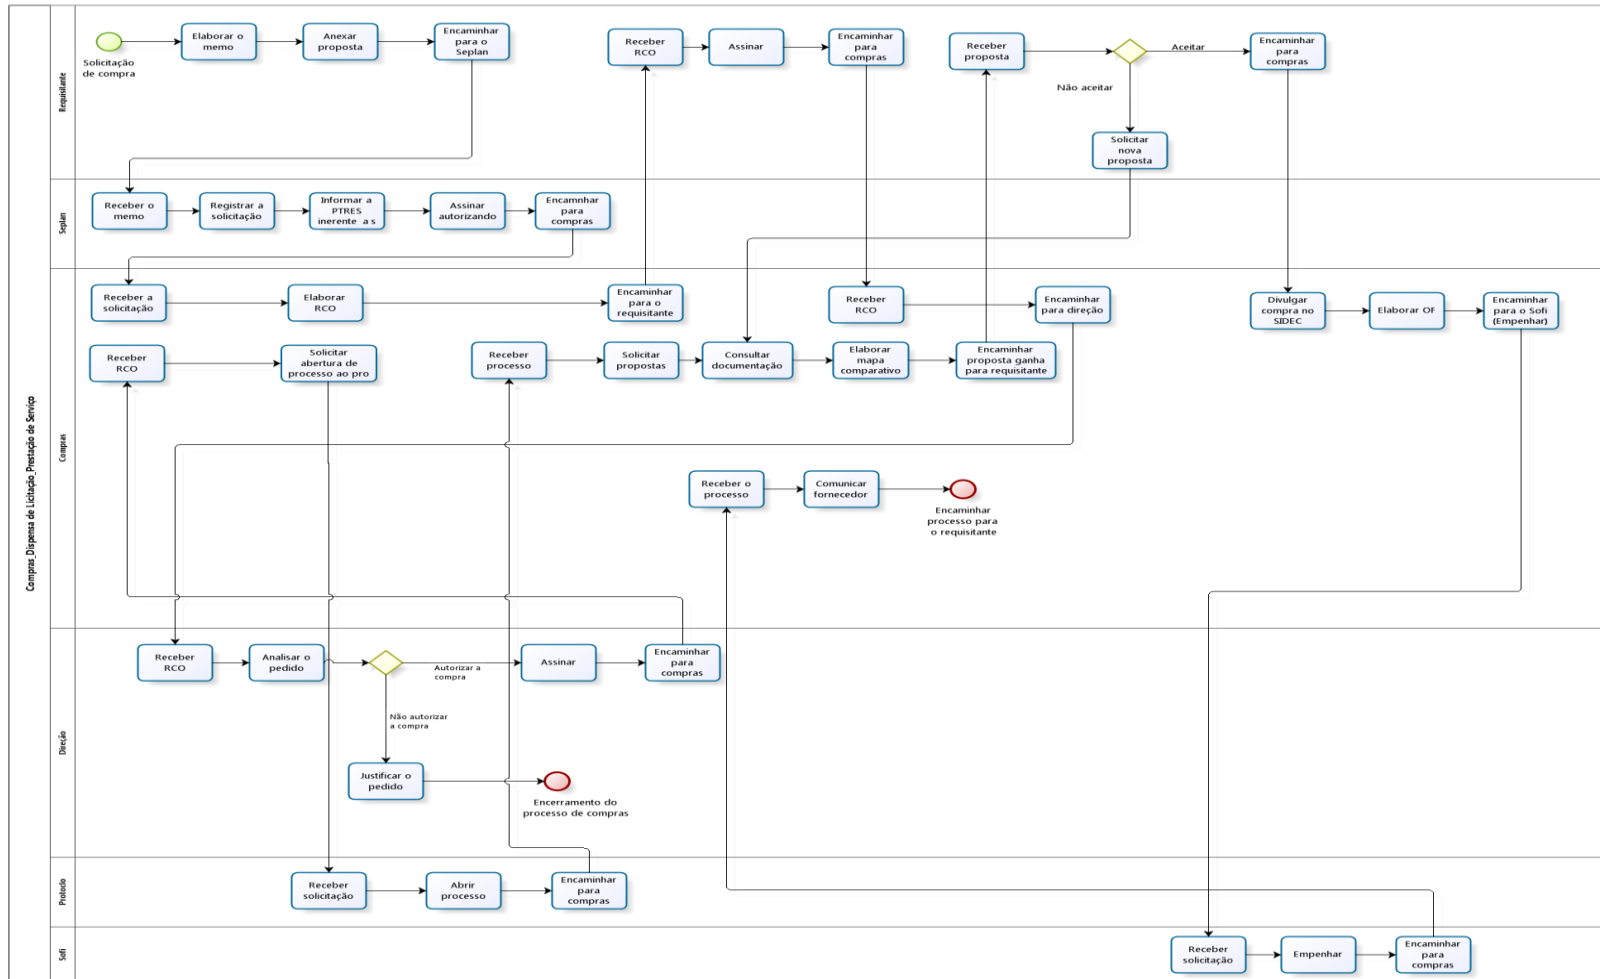 Compras_Dispensa de Licitação_Prestação de Serviço
Requisitante
Solicitação
de compra
Elaborar o
memo
Anexar
proposta
Encaminhar
para o
Seplan
Receber
RCO
Assinar
Encaminhar
para
compras
Receber
proposta
Aceitar
Não aceitar
Encaminhar
para
compras
Solicitar
nova
proposta
Seplan
Receber o
memo
Registrar a
solicitação
Informar a
PTRES
inerente a s
Assinar
autorizando
Encamnhar
para
compras
Compras
Receber a
solicitação
Elaborar
RCO
Encaminhar
para o
requisitante
Receber
RCO
Encaminhar
para direção
Divulgar
compra no
SIDEC
Elaborar OF
Encaminhar
para o Sofi
(Empenhar)
Receber
RCO
Solicitar
abertura de
processo ao pro
Receber
processo
Solicitar
propostas
Consultar
documentação
Elaborar
mapa
comparativo
Encaminhar
proposta ganha
para requisitante
Receber o
processo
Comunicar
fornecedor
Encaminhar
processo para
o requisitante
Direção
Receber
RCO
Analisar o
pedido
Autorizar a
compra
Assinar
Encaminhar
para
compras
Não autorizar
a compra
Justificar o
pedido
Encerramento do
processo de compras
Protoclo
Receber
solicitação
Abrir
processo
Encaminhar
para
compras
Sofi
Receber
solicitação
Empenhar
Encaminhar
para
compras